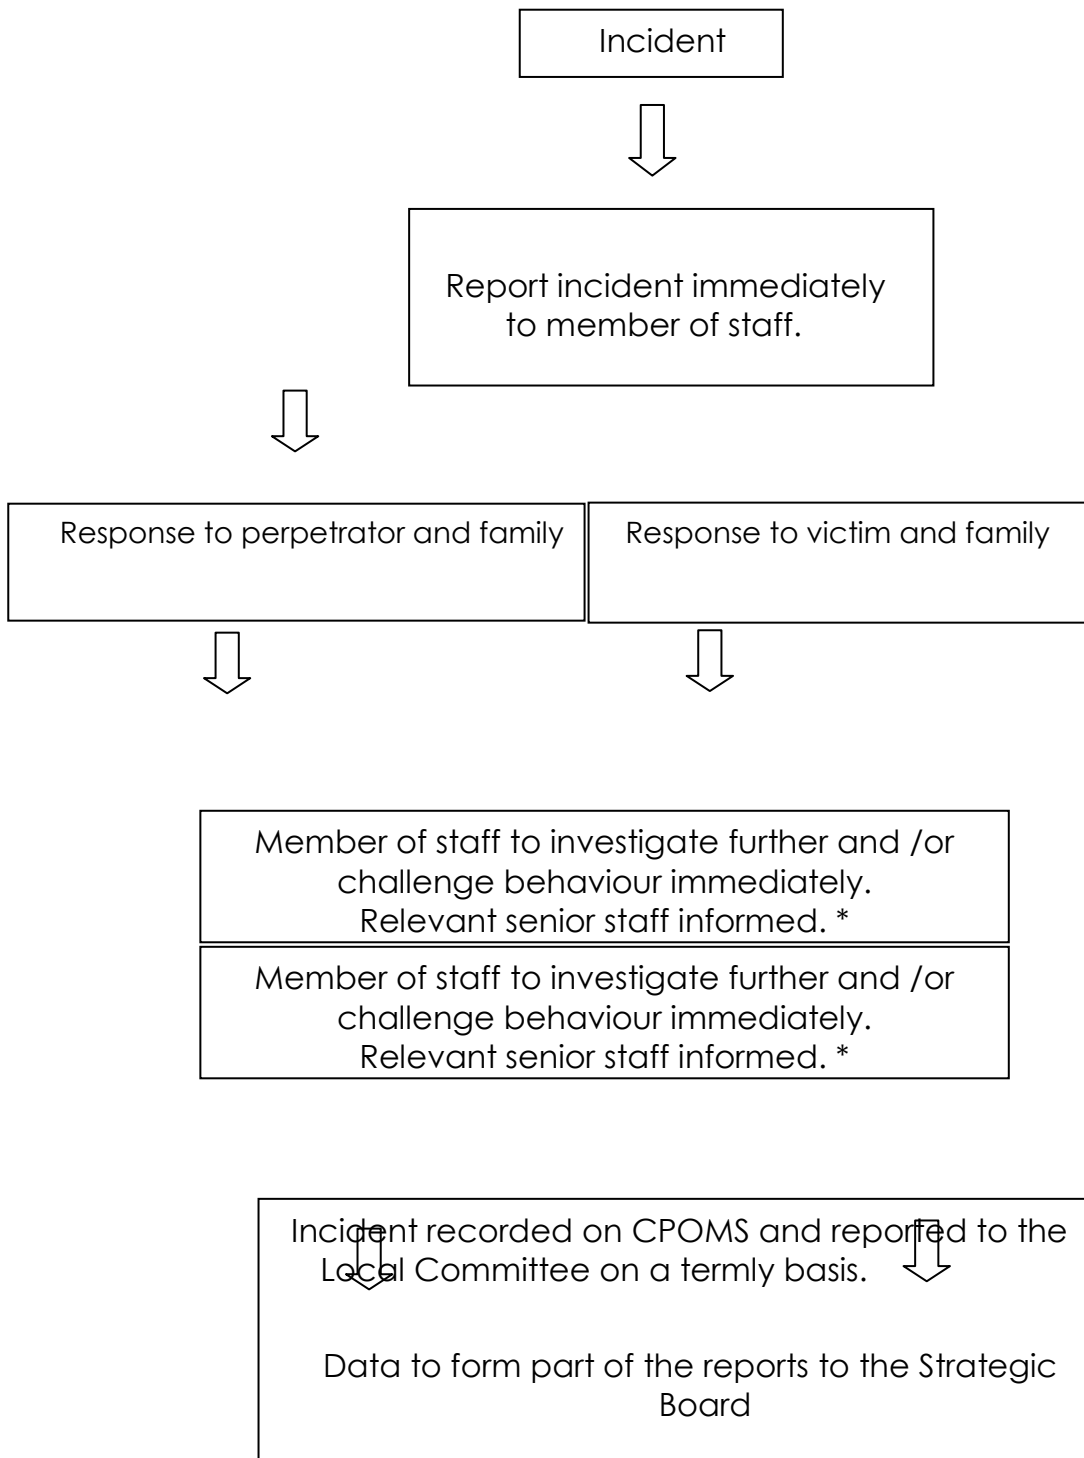 Incident
Report incident immediately
to member of staff.
Response to perpetrator and family
Response to victim and family
Member of staff to investigate further and /or
challenge behaviour immediately.
Relevant senior staff informed. *
Member of staff to investigate further and /or
challenge behaviour immediately.
Relevant senior staff informed. *
Incident recorded on CPOMS and reported to the
Local Committee on a termly basis.
Data to form part of the reports to the Strategic
Board